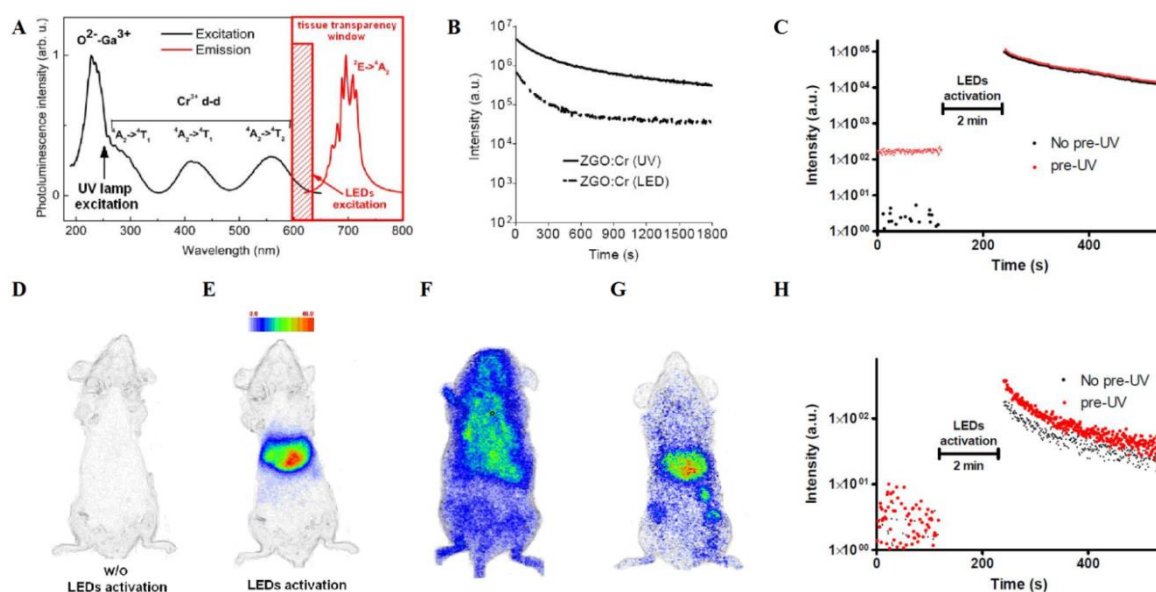 A
tissue transparency
window
O²⁻-Ga³⁺
Excitation
Emission
²E->⁴A₂
Cr³⁺ d-d
⁴A₂->⁴T₁ ⁴A₂->⁴T₁ ⁴A₂->⁴T₂
UV lamp
excitation
LEDs
excitation
Photoluminescence intensity (arb. u.)
1
0
200 300 400 500 600 700 800
Wavelength (nm)
B
Intensity (a.u.)
10⁷
10⁶
10⁵
10⁴
10³
10²
ZGO:Cr (UV)
ZGO:Cr (LED)
0 300 600 900 1200 1500 1800
Time (s)
C
Intensity (a.u.)
1×10⁰⁵
1×10⁰⁴
1×10⁰³
1×10⁰²
1×10⁰¹
1×10⁰⁰
LEDs
activation
2 min
No pre-UV
pre-UV
0 200 400
Time (s)
D
w/o
LEDs activation
E
LEDs activation
F
G
H
Intensity (a.u.)
1×10⁰²
1×10⁰¹
1×10⁰⁰
LEDs
activation
2 min
No pre-UV
pre-UV
0 200 400
Time (s)